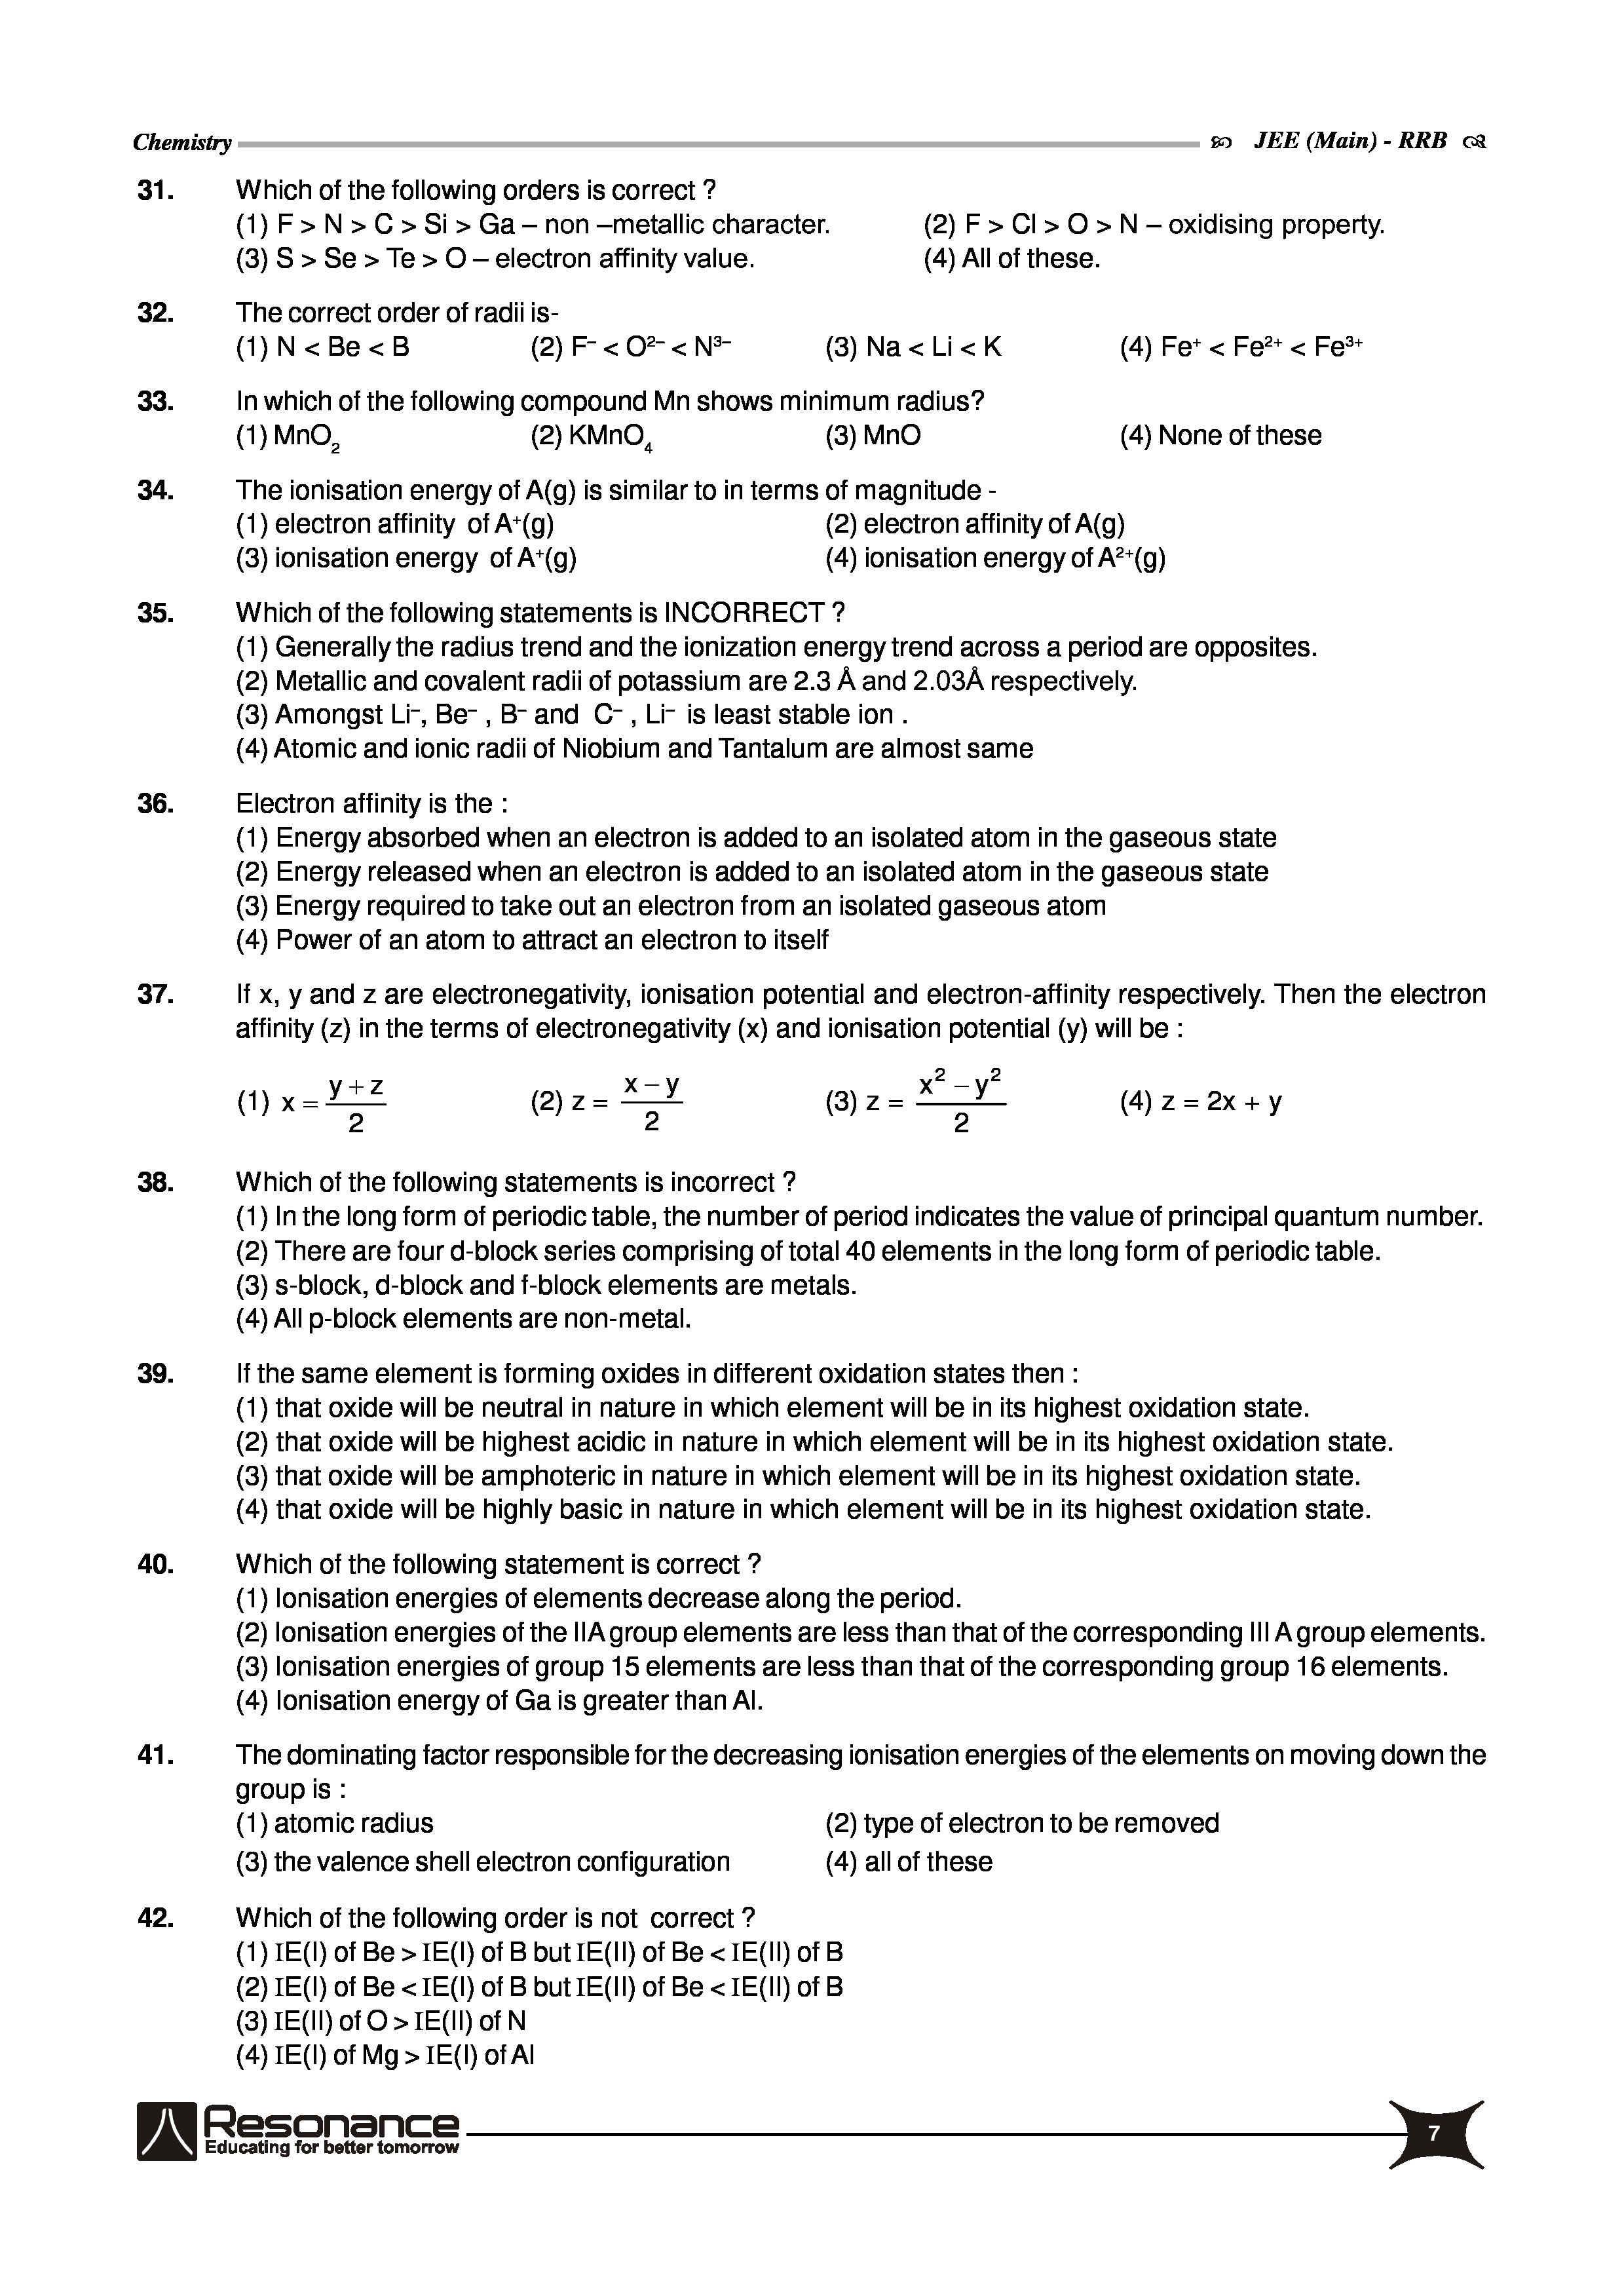 Chemistry JEE (Main) - RRB
31. Which of the following orders is correct ?
(1) F > N > C > Si > Ga – non –metallic character. (2) F > Cl > O > N – oxidising property.
(3) S > Se > Te > O – electron affinity value. (4) All of these.
32. The correct order of radii is-
(1) N < Be < B (2) F⁻ < O²⁻ < N³⁻ (3) Na < Li < K (4) Fe⁺ < Fe²⁺ < Fe³⁺
33. In which of the following compound Mn shows minimum radius?
(1) MnO₂ (2) KMnO₄ (3) MnO (4) None of these
34. The ionisation energy of A(g) is similar to in terms of magnitude -
(1) electron affinity of A⁺(g) (2) electron affinity of A(g)
(3) ionisation energy of A⁺(g) (4) ionisation energy of A²⁺(g)
35. Which of the following statements is INCORRECT ?
(1) Generally the radius trend and the ionization energy trend across a period are opposites.
(2) Metallic and covalent radii of potassium are 2.3 Å and 2.03Å respectively.
(3) Amongst Li⁻, Be⁻ , B⁻ and C⁻ , Li⁻ is least stable ion .
(4) Atomic and ionic radii of Niobium and Tantalum are almost same
36. Electron affinity is the :
(1) Energy absorbed when an electron is added to an isolated atom in the gaseous state
(2) Energy released when an electron is added to an isolated atom in the gaseous state
(3) Energy required to take out an electron from an isolated gaseous atom
(4) Power of an atom to attract an electron to itself
37. If x, y and z are electronegativity, ionisation potential and electron-affinity respectively. Then the electron
affinity (z) in the terms of electronegativity (x) and ionisation potential (y) will be :
(1) x = (y + z)/2 (2) z = (x – y)/2 (3) z = (x² – y²)/2 (4) z = 2x + y
38. Which of the following statements is incorrect ?
(1) In the long form of periodic table, the number of period indicates the value of principal quantum number.
(2) There are four d-block series comprising of total 40 elements in the long form of periodic table.
(3) s-block, d-block and f-block elements are metals.
(4) All p-block elements are non-metal.
39. If the same element is forming oxides in different oxidation states then :
(1) that oxide will be neutral in nature in which element will be in its highest oxidation state.
(2) that oxide will be highest acidic in nature in which element will be in its highest oxidation state.
(3) that oxide will be amphoteric in nature in which element will be in its highest oxidation state.
(4) that oxide will be highly basic in nature in which element will be in its highest oxidation state.
40. Which of the following statement is correct ?
(1) Ionisation energies of elements decrease along the period.
(2) Ionisation energies of the IIA group elements are less than that of the corresponding III A group elements.
(3) Ionisation energies of group 15 elements are less than that of the corresponding group 16 elements.
(4) Ionisation energy of Ga is greater than Al.
41. The dominating factor responsible for the decreasing ionisation energies of the elements on moving down the
group is :
(1) atomic radius (2) type of electron to be removed
(3) the valence shell electron configuration (4) all of these
42. Which of the following order is not correct ?
(1) IE(I) of Be > IE(I) of B but IE(II) of Be < IE(II) of B
(2) IE(I) of Be < IE(I) of B but IE(II) of Be < IE(II) of B
(3) IE(II) of O > IE(II) of N
(4) IE(I) of Mg > IE(I) of Al
Resonance
Educating for better tomorrow
7